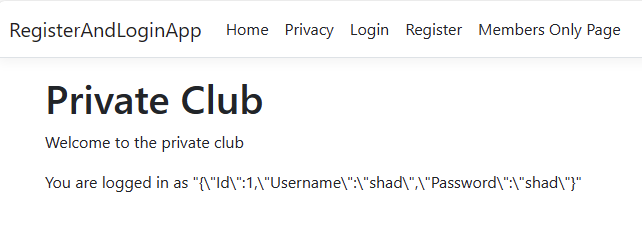 RegisterAndLoginApp Home Privacy Login Register Members Only Page
Private Club
Welcome to the private club
You are logged in as "{\"Id\":1,\"Username\":\"shad\",\"Password\":\"shad\"}"